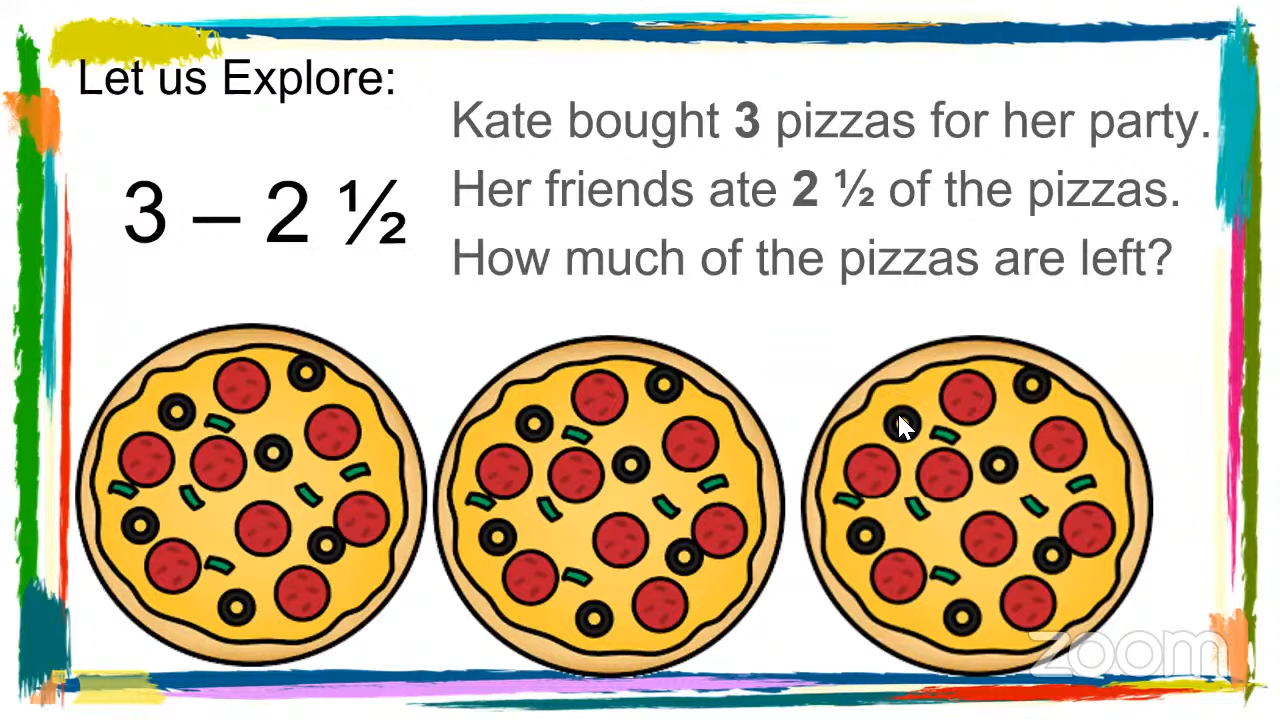 Let us Explore:
3 – 2 ½
Kate bought 3 pizzas for her party.
Her friends ate 2 ½ of the pizzas.
How much of the pizzas are left?
zoom